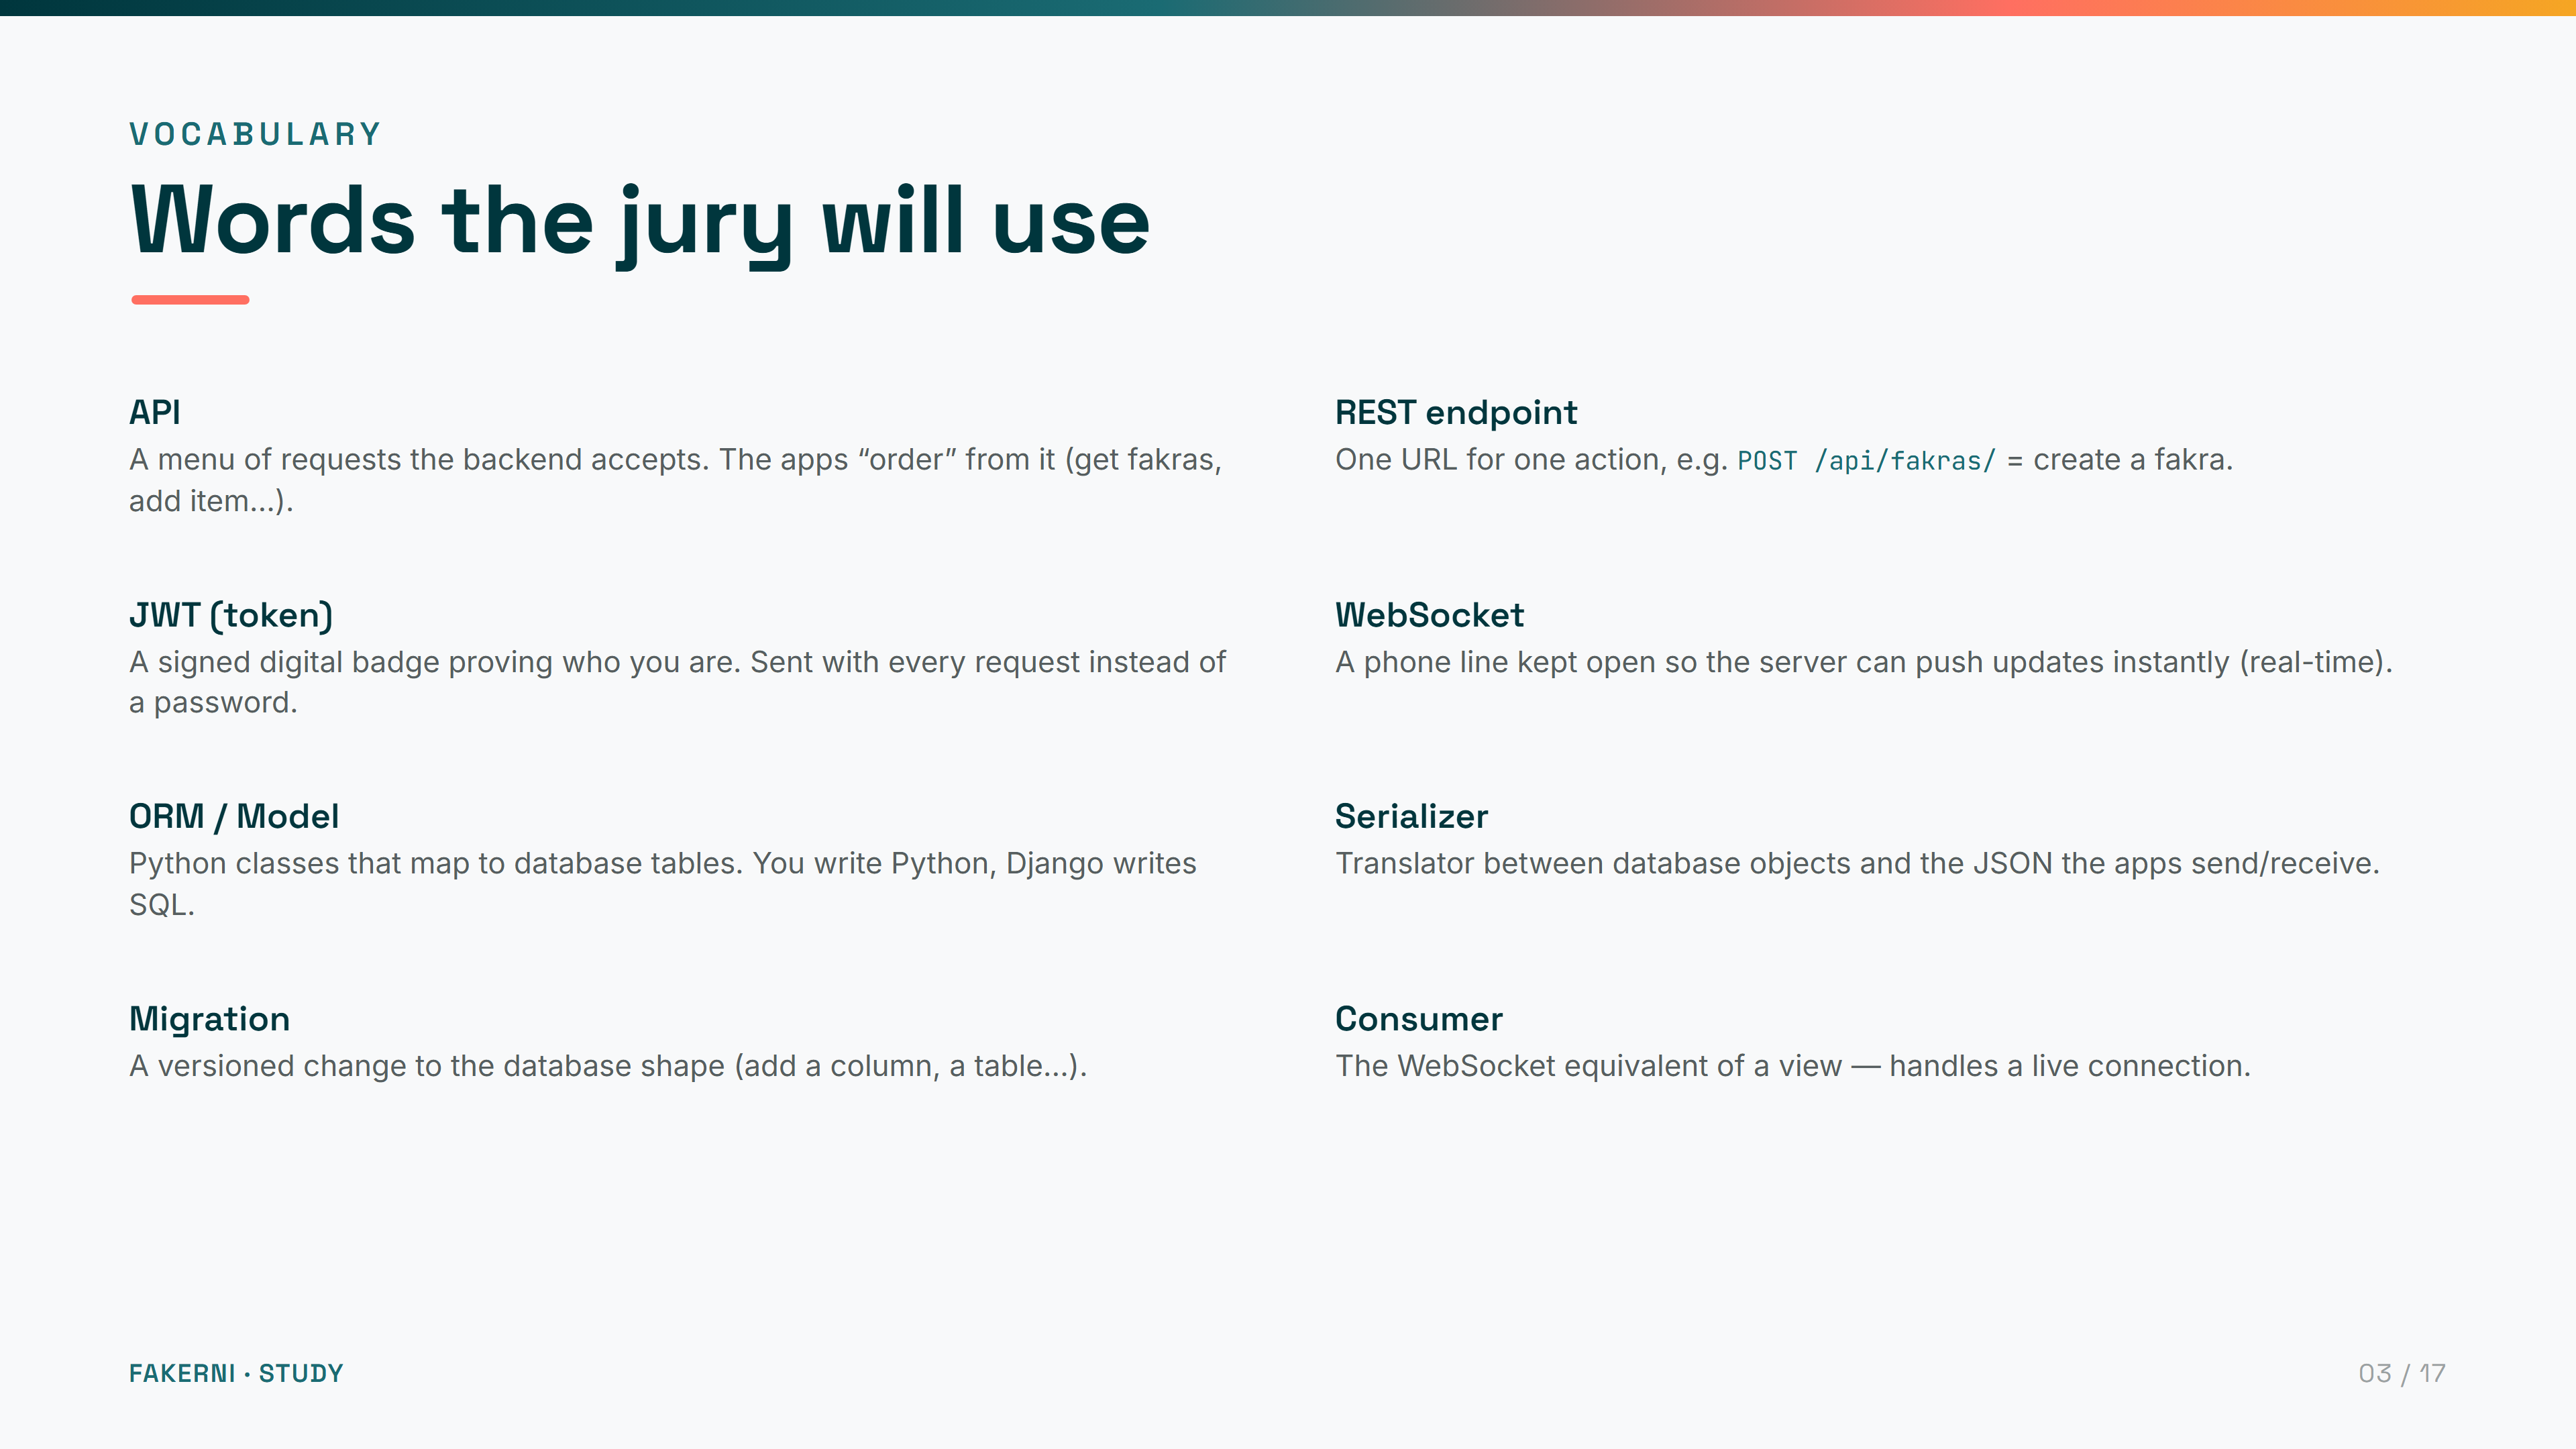 VOCABULARY
Words the jury will use
API
A menu of requests the backend accepts. The apps “order” from it (get fakras,
add item...).
REST endpoint
One URL for one action, e.g. POST /api/fakras/ = create a fakra.
JWT (token)
A signed digital badge proving who you are. Sent with every request instead of
a password.
WebSocket
A phone line kept open so the server can push updates instantly (real-time).
ORM / Model
Python classes that map to database tables. You write Python, Django writes
SQL.
Serializer
Translator between database objects and the JSON the apps send/receive.
Migration
A versioned change to the database shape (add a column, a table...).
Consumer
The WebSocket equivalent of a view — handles a live connection.
FAKERNI · STUDY
03 / 17